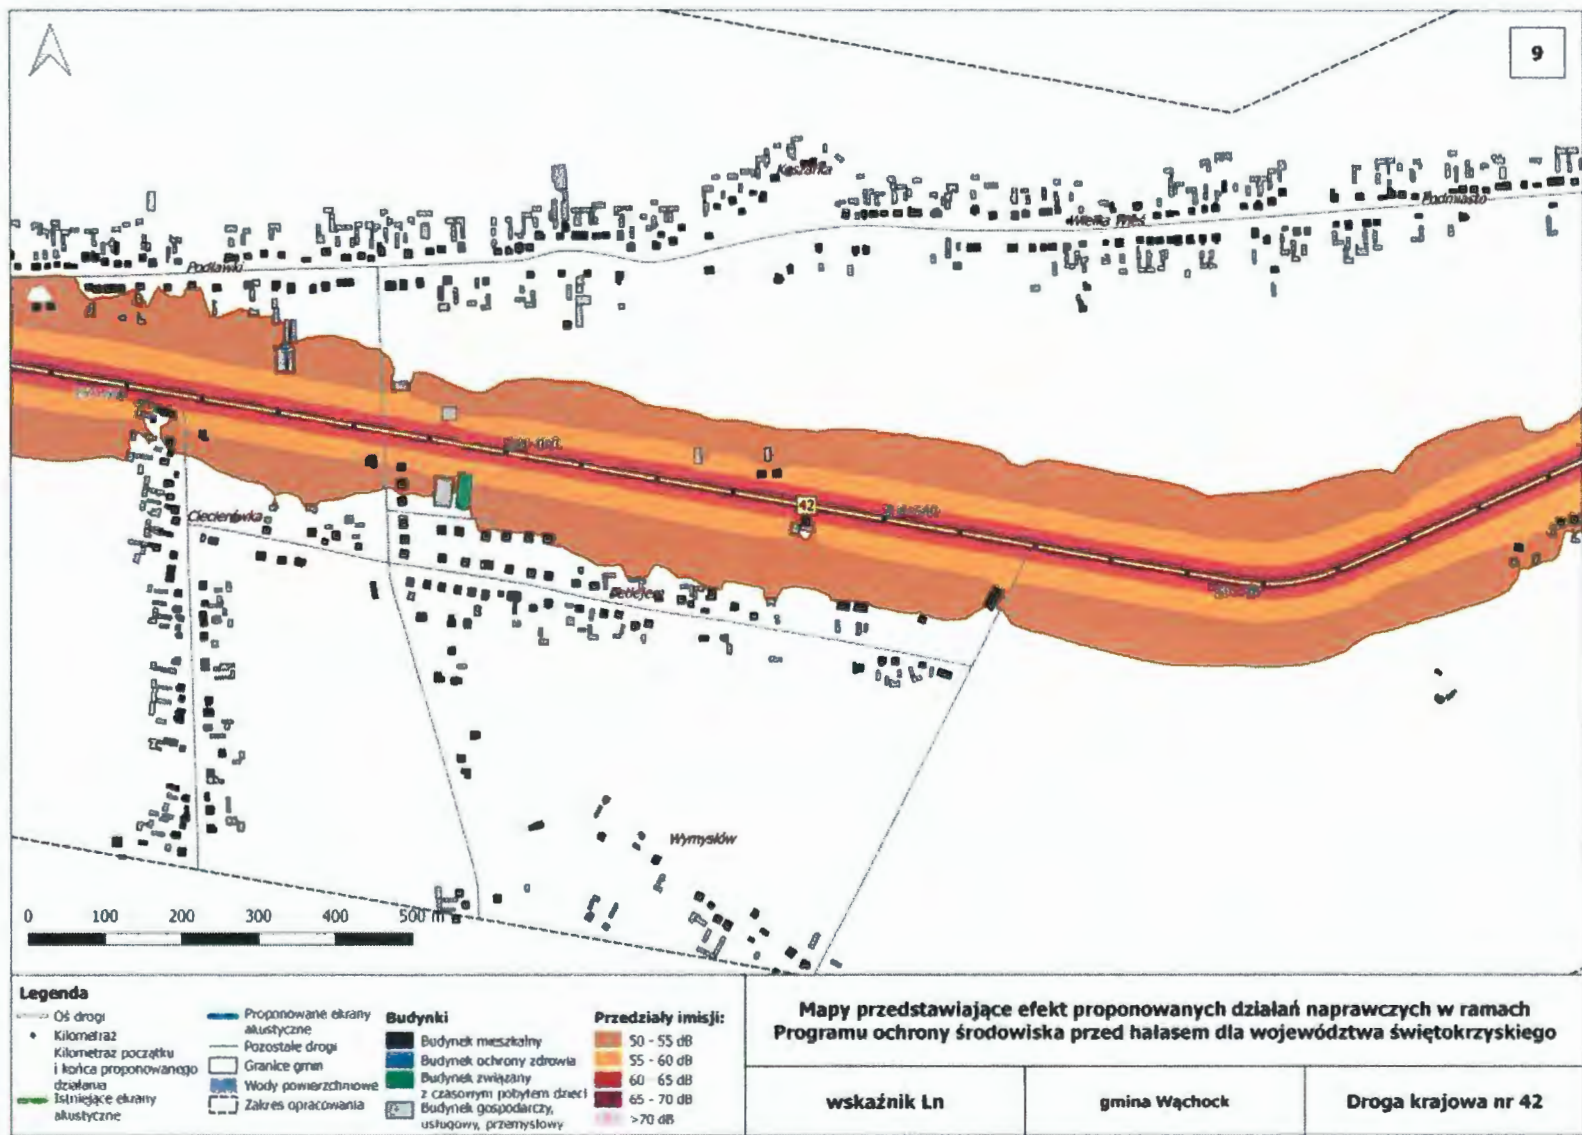 9
Wielka Wieś
Podmiasto
Podławki
42
Ciecierówka
Wymysłów
0 100 200 300 400 500 m
Legenda
Oś drogi
Kilometraż
Kilometraż początku
i końca proponowanego
działania
Istniejące ekrany
akustyczne
Proponowane ekrany
akustyczne
Pozostałe drogi
Granice gmin
Wody powierzchniowe
Zakres opracowania
Budynki
Budynek mieszkalny
Budynek ochrony zdrowia
Budynek związany
z czasowym pobytem dzieci
Budynek gospodarczy,
usługowy, przemysłowy
Przedziały imisji:
50 - 55 dB
55 - 60 dB
60 - 65 dB
65 - 70 dB
>70 dB
Mapy przedstawiające efekt proponowanych działań naprawczych w ramach
Programu ochrony środowiska przed hałasem dla województwa świętokrzyskiego
wskaźnik Ln
gmina Wąchock
Droga krajowa nr 42